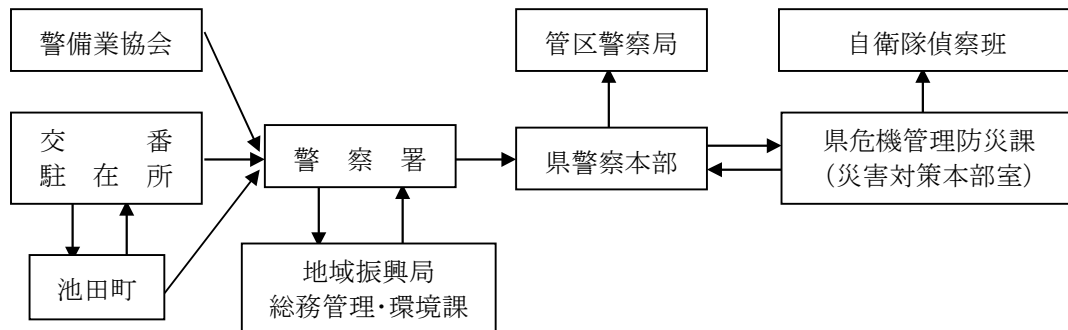 警備業協会
管区警察局
自衛隊偵察班
交番
駐在所
警察署
県警察本部
県危機管理防災課
（災害対策本部室）
池田町
地域振興局
総務管理・環境課